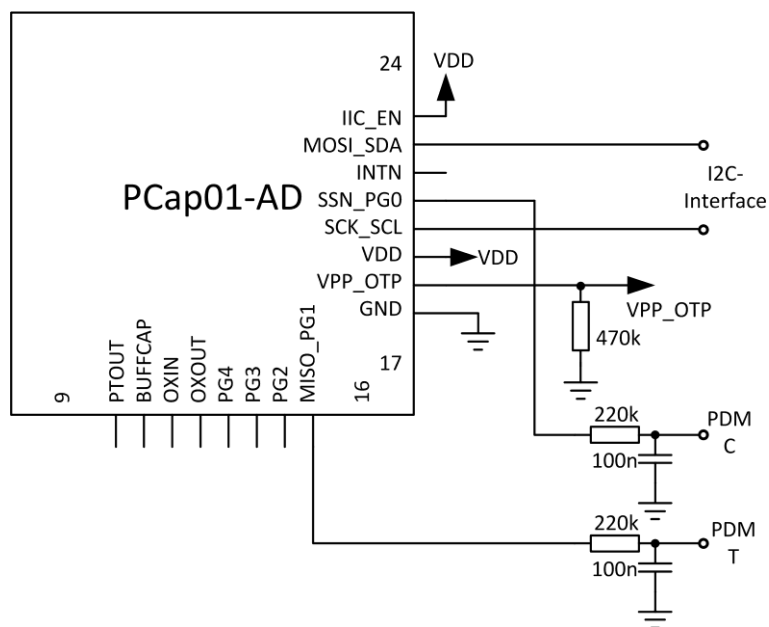 24
VDD
IIC_EN
MOSI_SDA
INTN
I2C-
Interface
PCap01-AD
SSN_PG0
SCK_SCL
VDD
VDD
VPP_OTP
VPP_OTP
GND
470k
17
9
PTOUT
BUFFCAP
OXIN
OXOUT
PG4
PG3
PG2
MISO_PG1
16
220k
PDM
C
100n
220k
PDM
T
100n